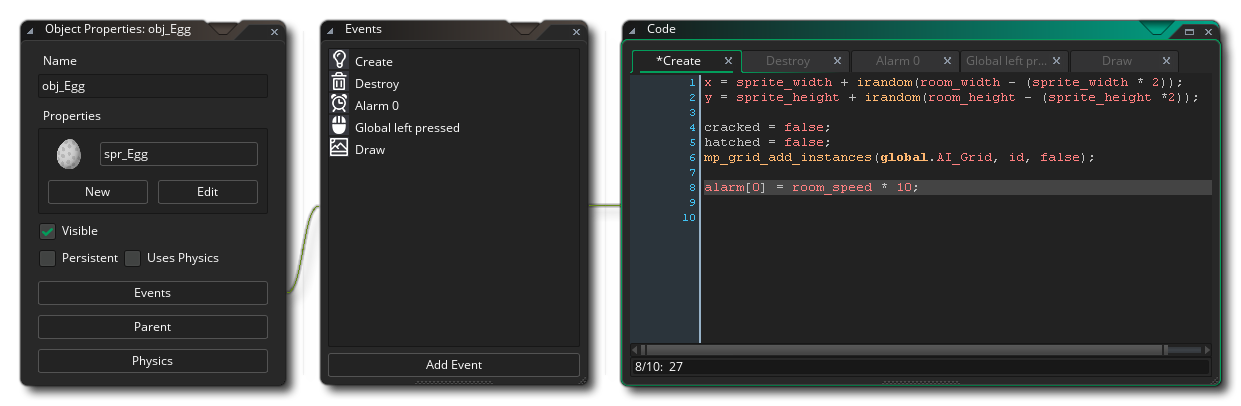 Object Properties: obj_Egg
Name
obj_Egg
Properties
spr_Egg
New
Edit
Visible
Persistent
Uses Physics
Events
Parent
Physics
Events
Create
Destroy
Alarm 0
Global left pressed
Draw
Add Event
Code
*Create
Destroy
Alarm 0
Global left pr...
Draw
1 x = sprite_width + irandom(room_width - (sprite_width * 2));
2 y = sprite_height + irandom(room_height - (sprite_height *2));
3
4 cracked = false;
5 hatched = false;
6 mp_grid_add_instances(global.AI_Grid, id, false);
7
8 alarm[0] = room_speed * 10;
9
10
8/10: 27